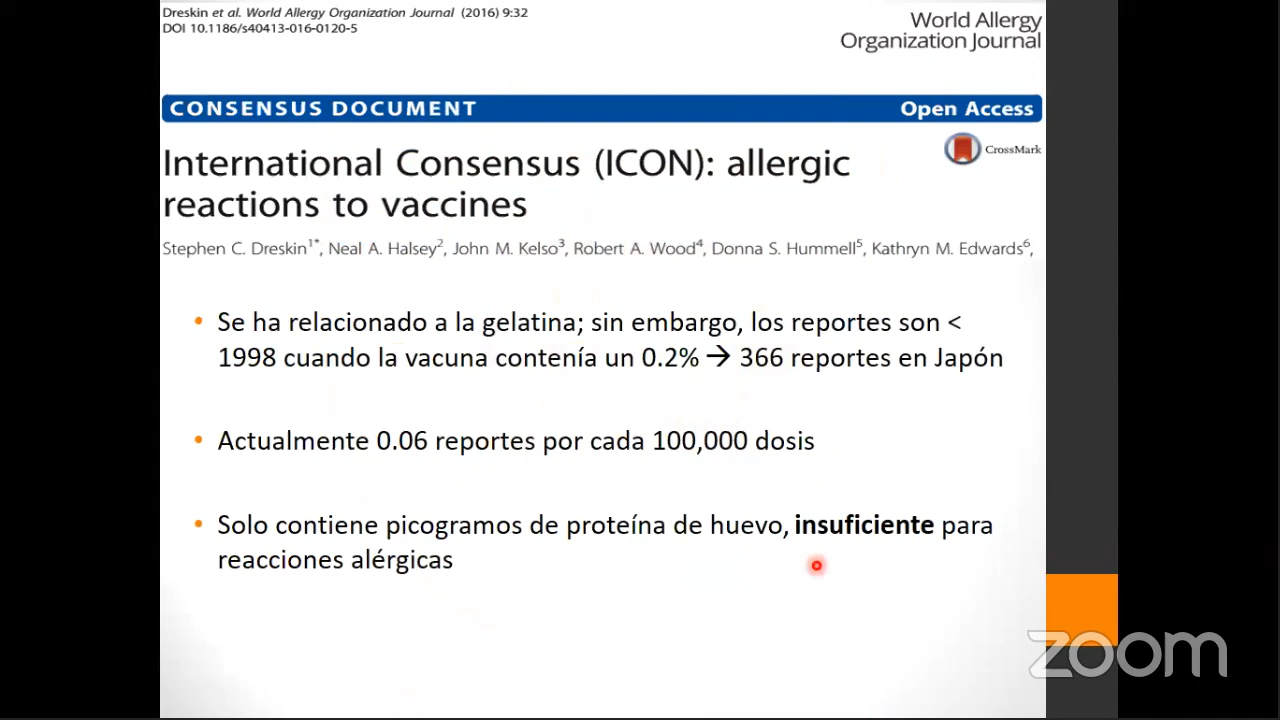 Dreskin et al. World Allergy Organization Journal (2016) 9:32
DOI 10.1186/s40413-016-0120-5
World Allergy
Organization Journal
CONSENSUS DOCUMENT
Open Access
CrossMark
International Consensus (ICON): allergic
reactions to vaccines
Stephen C. Dreskin1*, Neal A. Halsey2, John M. Kelso3, Robert A. Wood4, Donna S. Hummell5, Kathryn M. Edwards6,
• Se ha relacionado a la gelatina; sin embargo, los reportes son <
1998 cuando la vacuna contenía un 0.2% → 366 reportes en Japón
• Actualmente 0.06 reportes por cada 100,000 dosis
• Solo contiene picogramos de proteína de huevo, insuficiente para
reacciones alérgicas
zoom